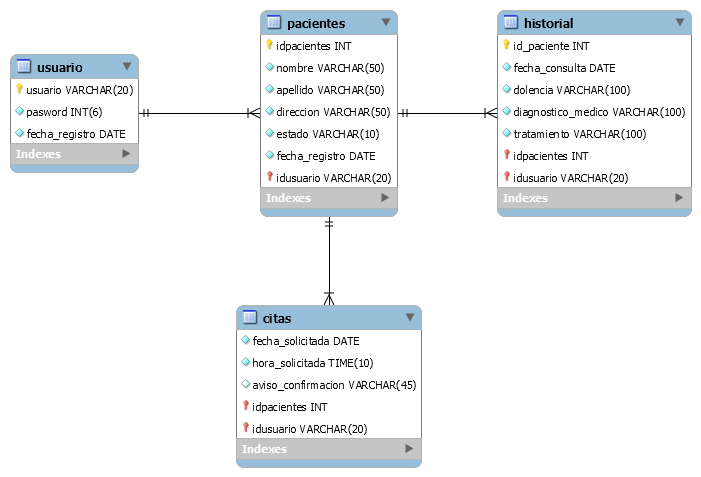 usuario
usuario VARCHAR(20)
pasword INT(6)
fecha_registro DATE
Indexes
pacientes
idpacientes INT
nombre VARCHAR(50)
apellido VARCHAR(50)
direccion VARCHAR(50)
estado VARCHAR(10)
fecha_registro DATE
idusuario VARCHAR(20)
Indexes
historial
id_paciente INT
fecha_consulta DATE
dolencia VARCHAR(100)
diagnostico_medico VARCHAR(100)
tratamiento VARCHAR(100)
idpacientes INT
idusuario VARCHAR(20)
Indexes
citas
fecha_solicitada DATE
hora_solicitada TIME(10)
aviso_confirmacion VARCHAR(45)
idpacientes INT
idusuario VARCHAR(20)
Indexes